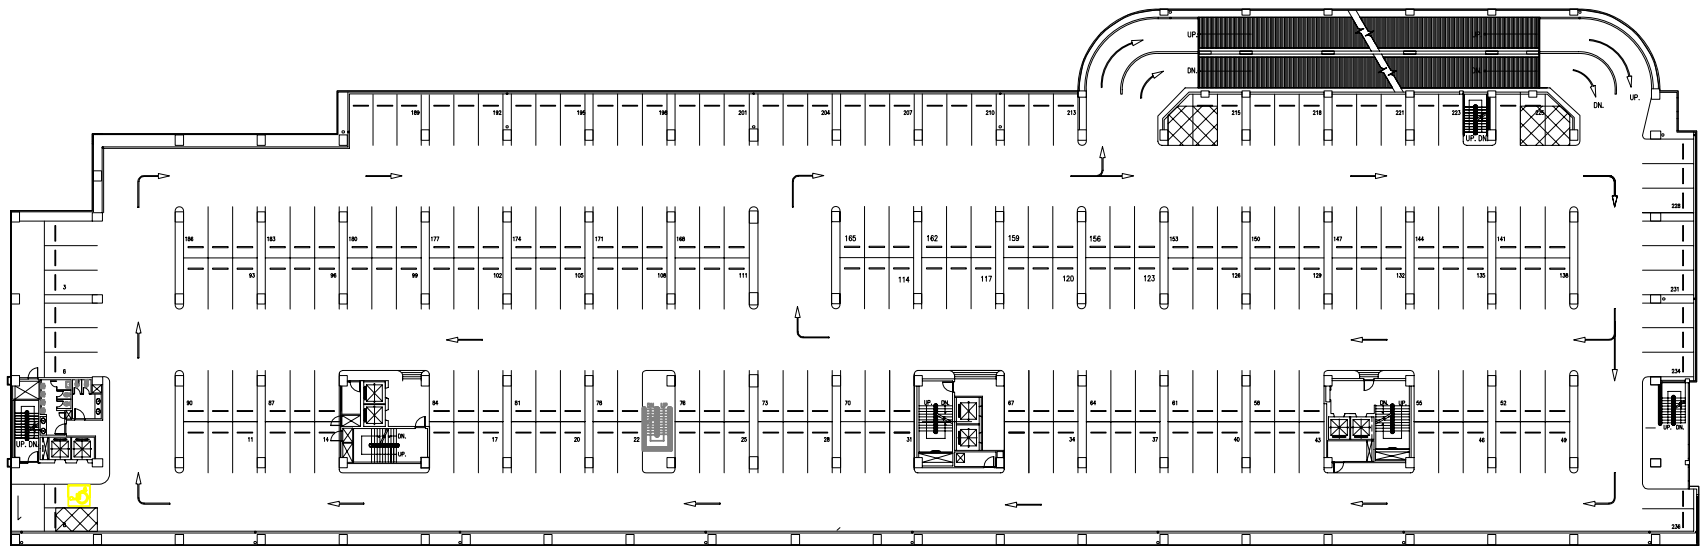 UP. UP.
DN. DN.
DN. UP.
189 192 195 198 201 204 207 210 213 215 218 221 223 225
UP. DN.
228
186 183 180 177 174 171 168 165 162 159 156 153 150 147 144 141
93 96 99 102 105 108 111 114 117 120 123 126 129 132 135 138
3 231
6 234
90 87 84 81 78 76 73 70 67 64 61 58 55 52
UP. DN. DN. UP.
UP. DN. UP. DN.
11 14 DN. 17 20 22 25 28 31 34 37 40 43 46 49
UP.
8 236